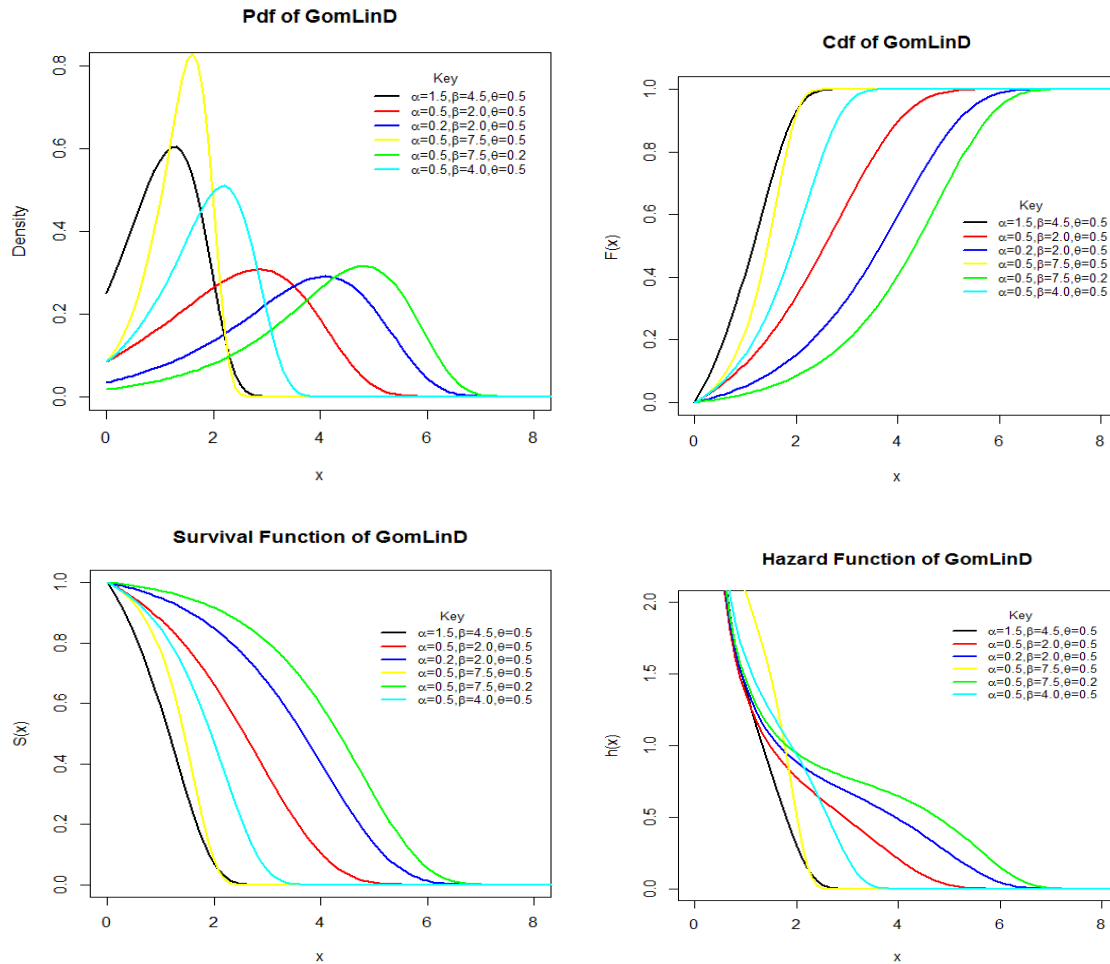 Pdf of GomLinD
Density
0.0
0.2
0.4
0.6
0.8
Key
α=1.5,β=4.5,θ=0.5
α=0.5,β=2.0,θ=0.5
α=0.2,β=2.0,θ=0.5
α=0.5,β=7.5,θ=0.5
α=0.5,β=7.5,θ=0.2
α=0.5,β=4.0,θ=0.5
0 2 4 6 8
x
Cdf of GomLinD
F(x)
0.0
0.2
0.4
0.6
0.8
1.0
Key
α=1.5,β=4.5,θ=0.5
α=0.5,β=2.0,θ=0.5
α=0.2,β=2.0,θ=0.5
α=0.5,β=7.5,θ=0.5
α=0.5,β=7.5,θ=0.2
α=0.5,β=4.0,θ=0.5
0 2 4 6 8
x
Survival Function of GomLinD
S(x)
0.0
0.2
0.4
0.6
0.8
1.0
Key
α=1.5,β=4.5,θ=0.5
α=0.5,β=2.0,θ=0.5
α=0.2,β=2.0,θ=0.5
α=0.5,β=7.5,θ=0.5
α=0.5,β=7.5,θ=0.2
α=0.5,β=4.0,θ=0.5
0 2 4 6 8
x
Hazard Function of GomLinD
h(x)
0.0
0.5
1.0
1.5
2.0
Key
α=1.5,β=4.5,θ=0.5
α=0.5,β=2.0,θ=0.5
α=0.2,β=2.0,θ=0.5
α=0.5,β=7.5,θ=0.5
α=0.5,β=7.5,θ=0.2
α=0.5,β=4.0,θ=0.5
0 2 4 6 8
x